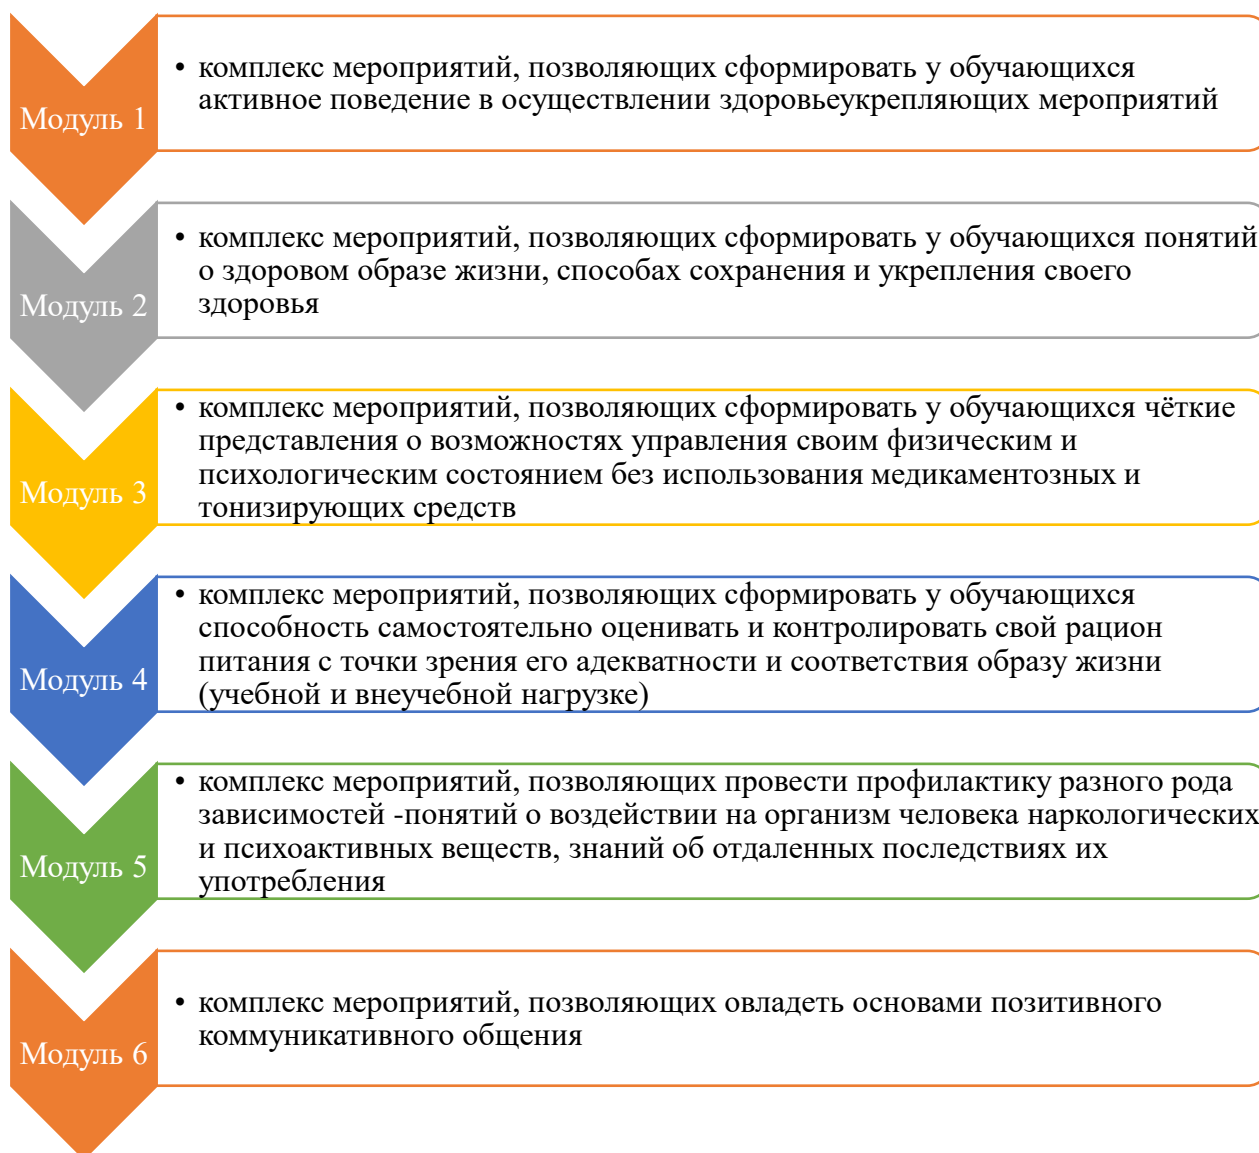 Модуль 1
• комплекс мероприятий, позволяющих сформировать у обучающихся
активное поведение в осуществлении здоровьеукрепляющих мероприятий
Модуль 2
• комплекс мероприятий, позволяющих сформировать у обучающихся понятий
о здоровом образе жизни, способах сохранения и укрепления своего
здоровья
Модуль 3
• комплекс мероприятий, позволяющих сформировать у обучающихся чёткие
представления о возможностях управления своим физическим и
психологическим состоянием без использования медикаментозных и
тонизирующих средств
Модуль 4
• комплекс мероприятий, позволяющих сформировать у обучающихся
способность самостоятельно оценивать и контролировать свой рацион
питания с точки зрения его адекватности и соответствия образу жизни
(учебной и внеучебной нагрузке)
Модуль 5
• комплекс мероприятий, позволяющих провести профилактику разного рода
зависимостей -понятий о воздействии на организм человека наркологических
и психоактивных веществ, знаний об отдаленных последствиях их
употребления
Модуль 6
• комплекс мероприятий, позволяющих овладеть основами позитивного
коммуникативного общения